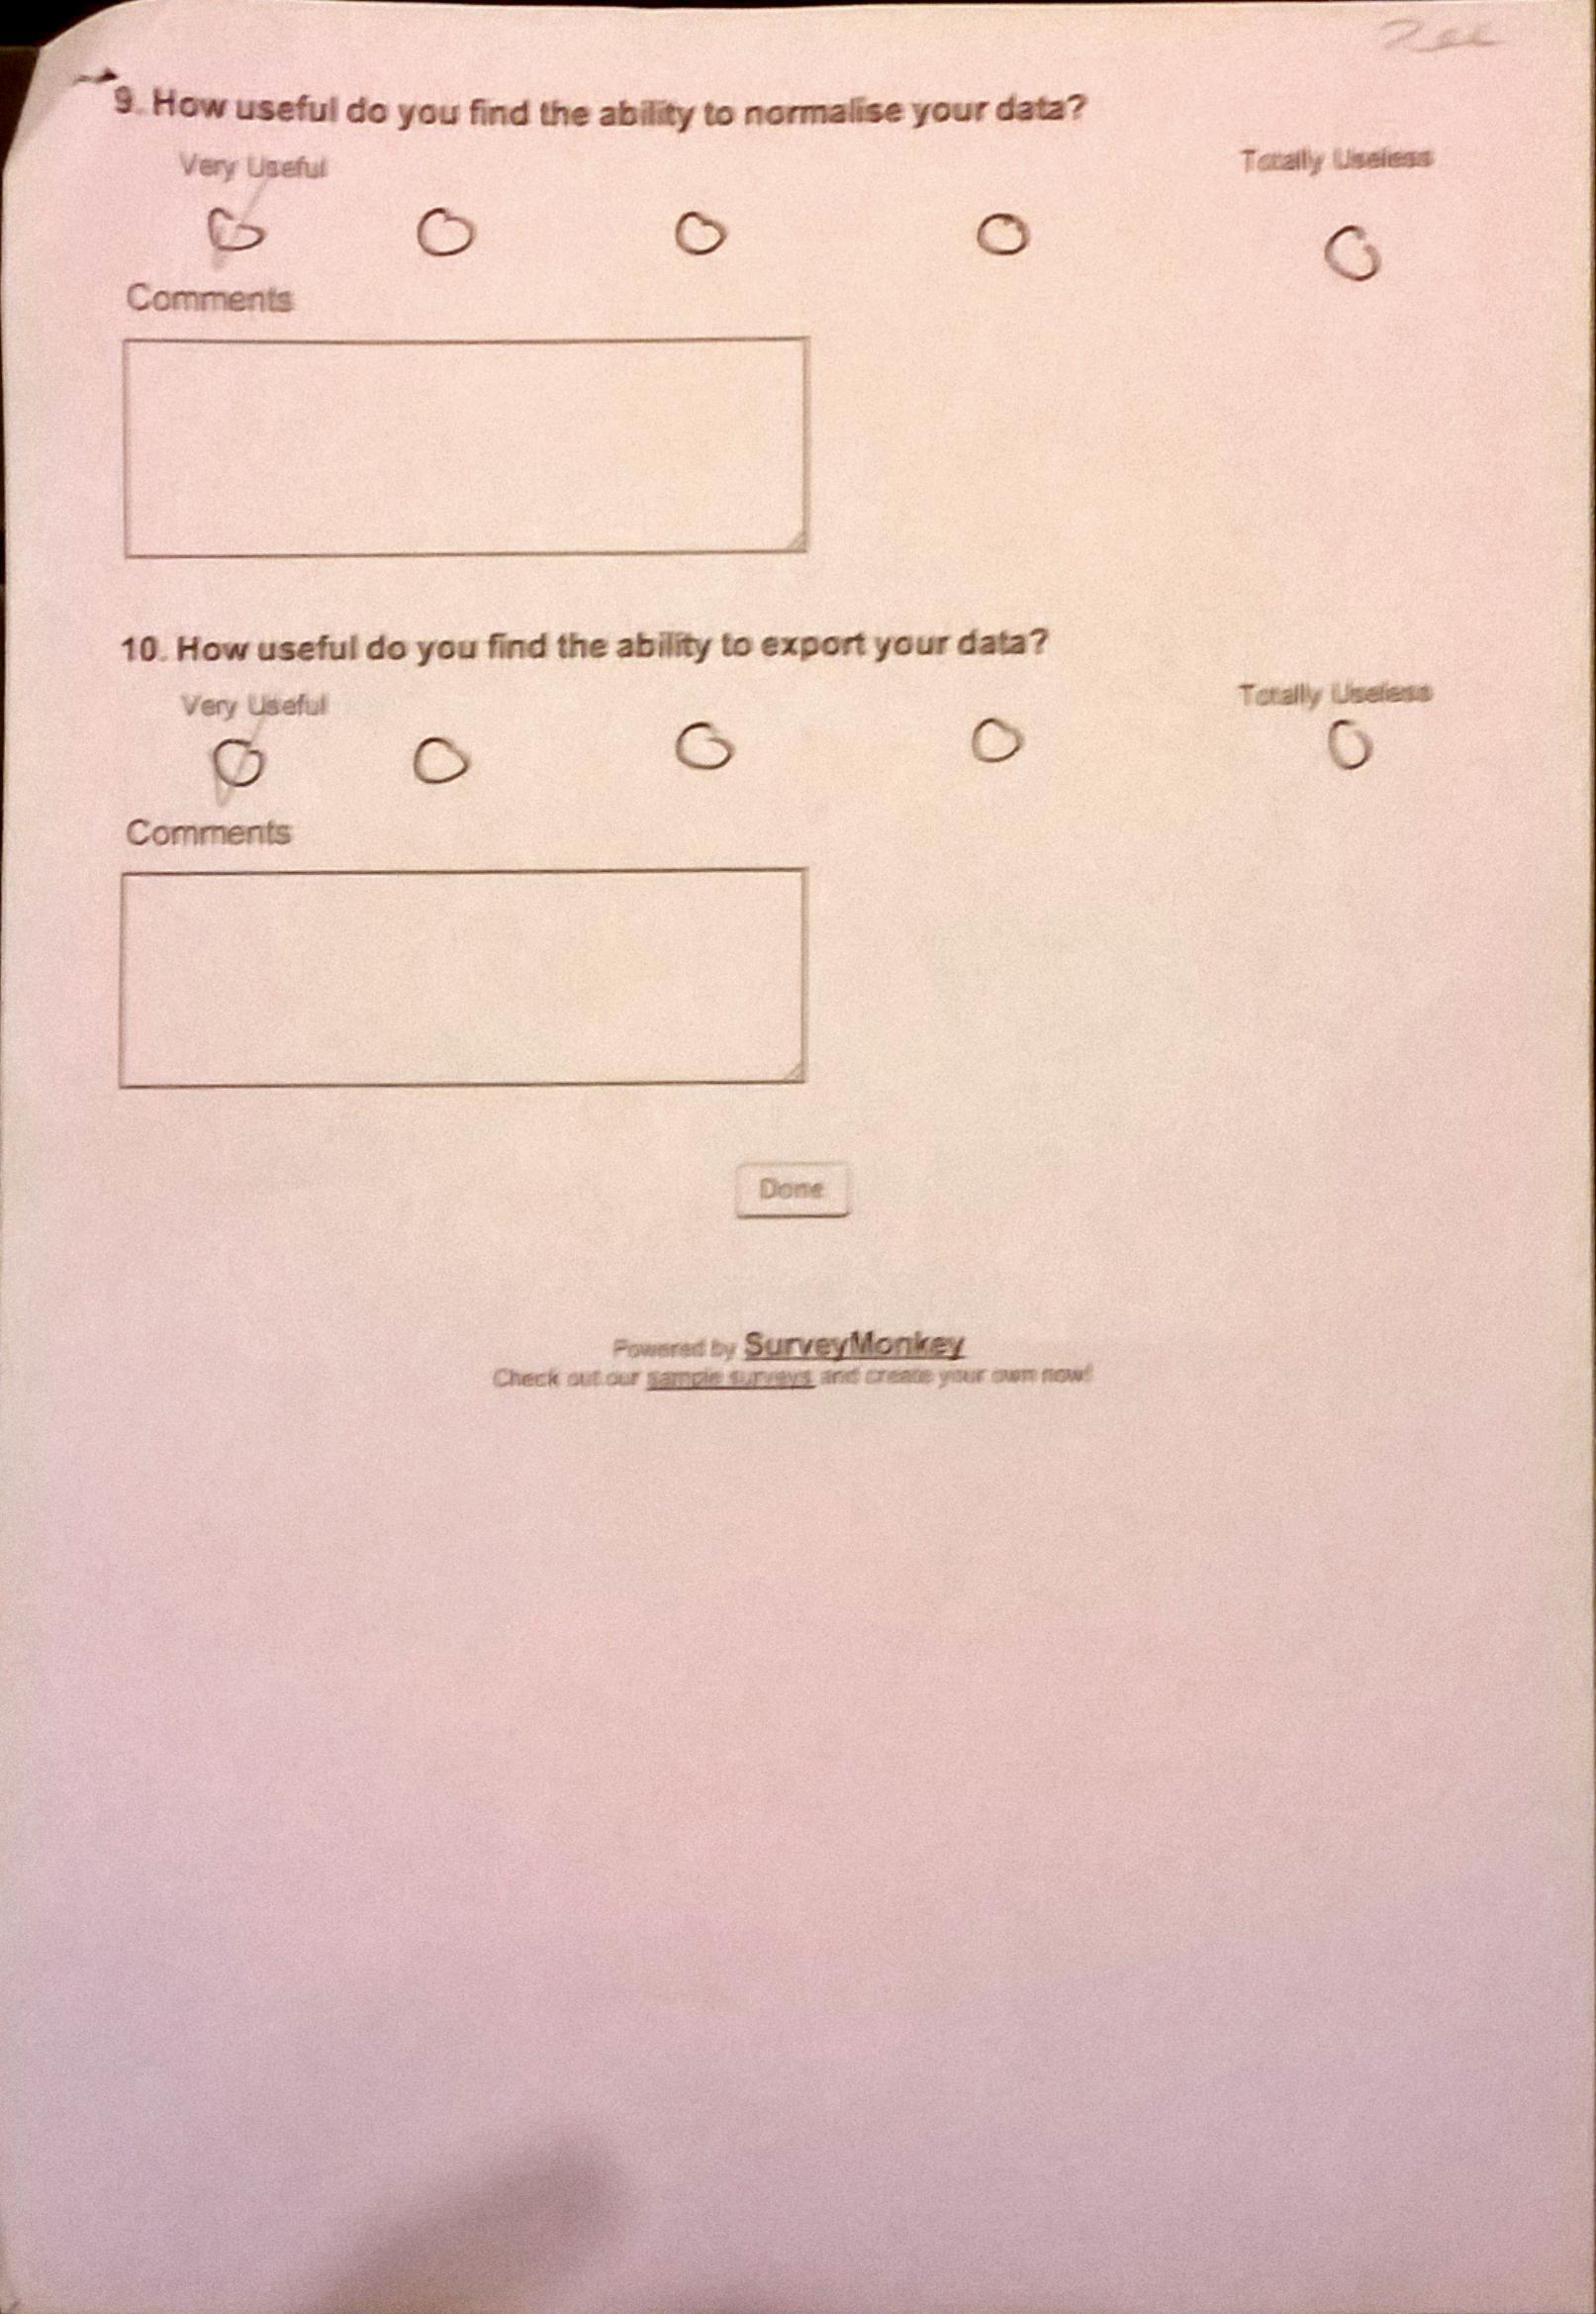 9. How useful do you find the ability to normalise your data?
Very Useful Totally Useless
Comments
10. How useful do you find the ability to export your data?
Very Useful Totally Useless
Comments
Done
Powered by SurveyMonkey
Check out our sample surveys and create your own now!